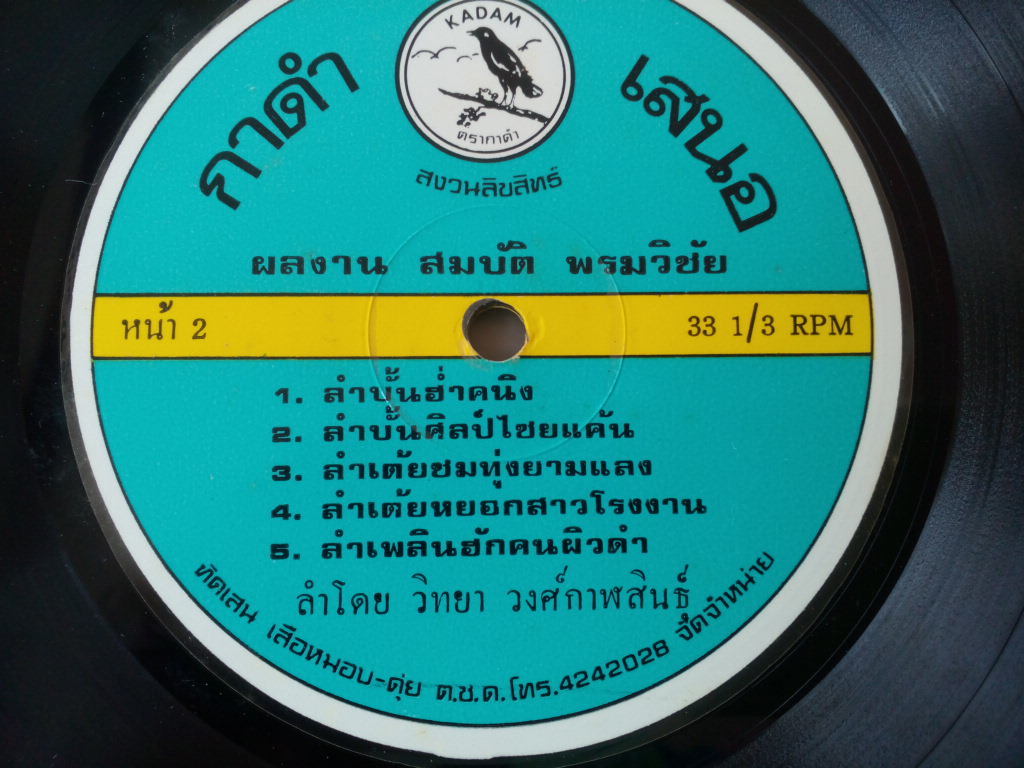 KADAM
ตรากาดำ
กาดำ เสนอ
สงวนลิขสิทธ์
ผลงาน สมบัติ พรมวิชัย
หน้า 2
33 1/3 RPM
1. ลำบั้นฮ่ำคนิง
2. ลำบั้นศิลป์ไชยแค้น
3. ลำเต้ยชมทุ่งยามแลง
4. ลำเต้ยหยอกสาวโรงงาน
5. ลำเพลินฮักคนผิวดำ
ลำโดย วิทยา วงศ์กาฬสินธุ์
ทิดเสน เสือหมอบ-ตุ่ย ต.ช.ด.โทร.4242028 จัดจำหน่าย